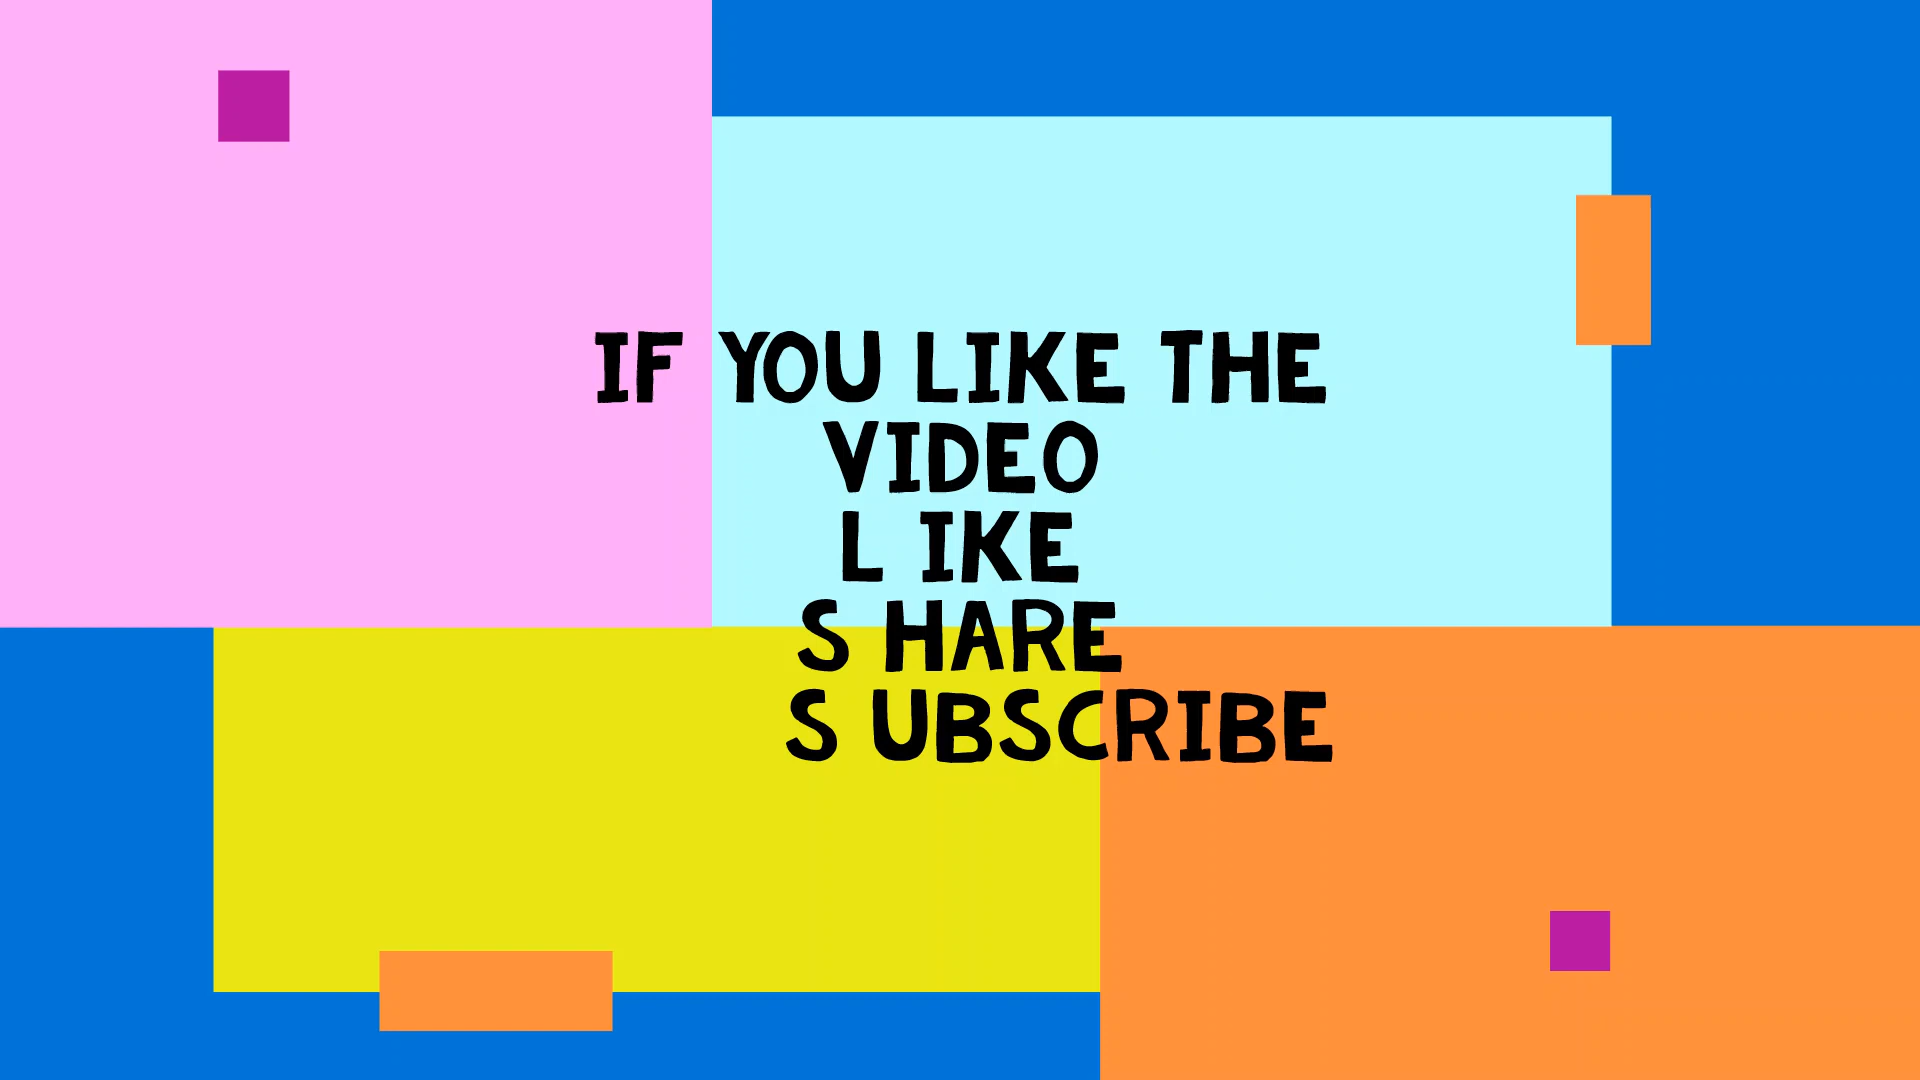 IF YOU LIKE THE
VIDEO
L IKE
S HARE
S UBSCRIBE